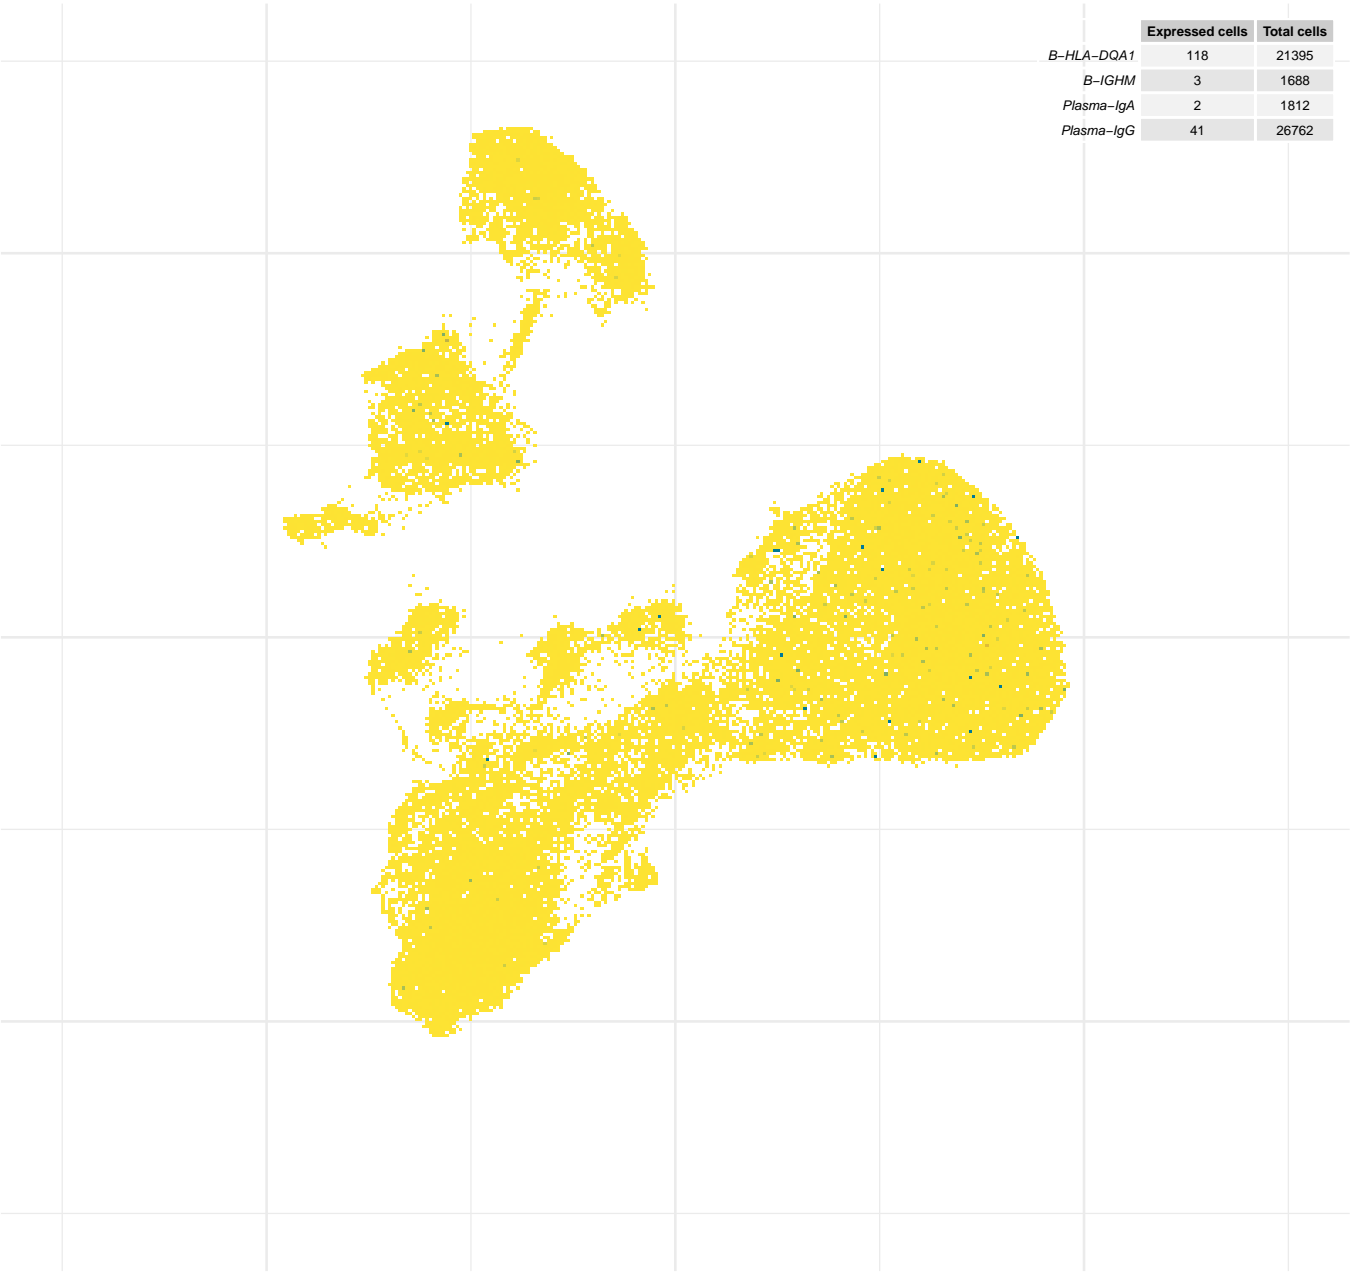 Expressed cells Total cells
B−HLA−DQA1 118 21395
B−IGHM 3 1688
Plasma−IgA 2 1812
Plasma−IgG 41 26762